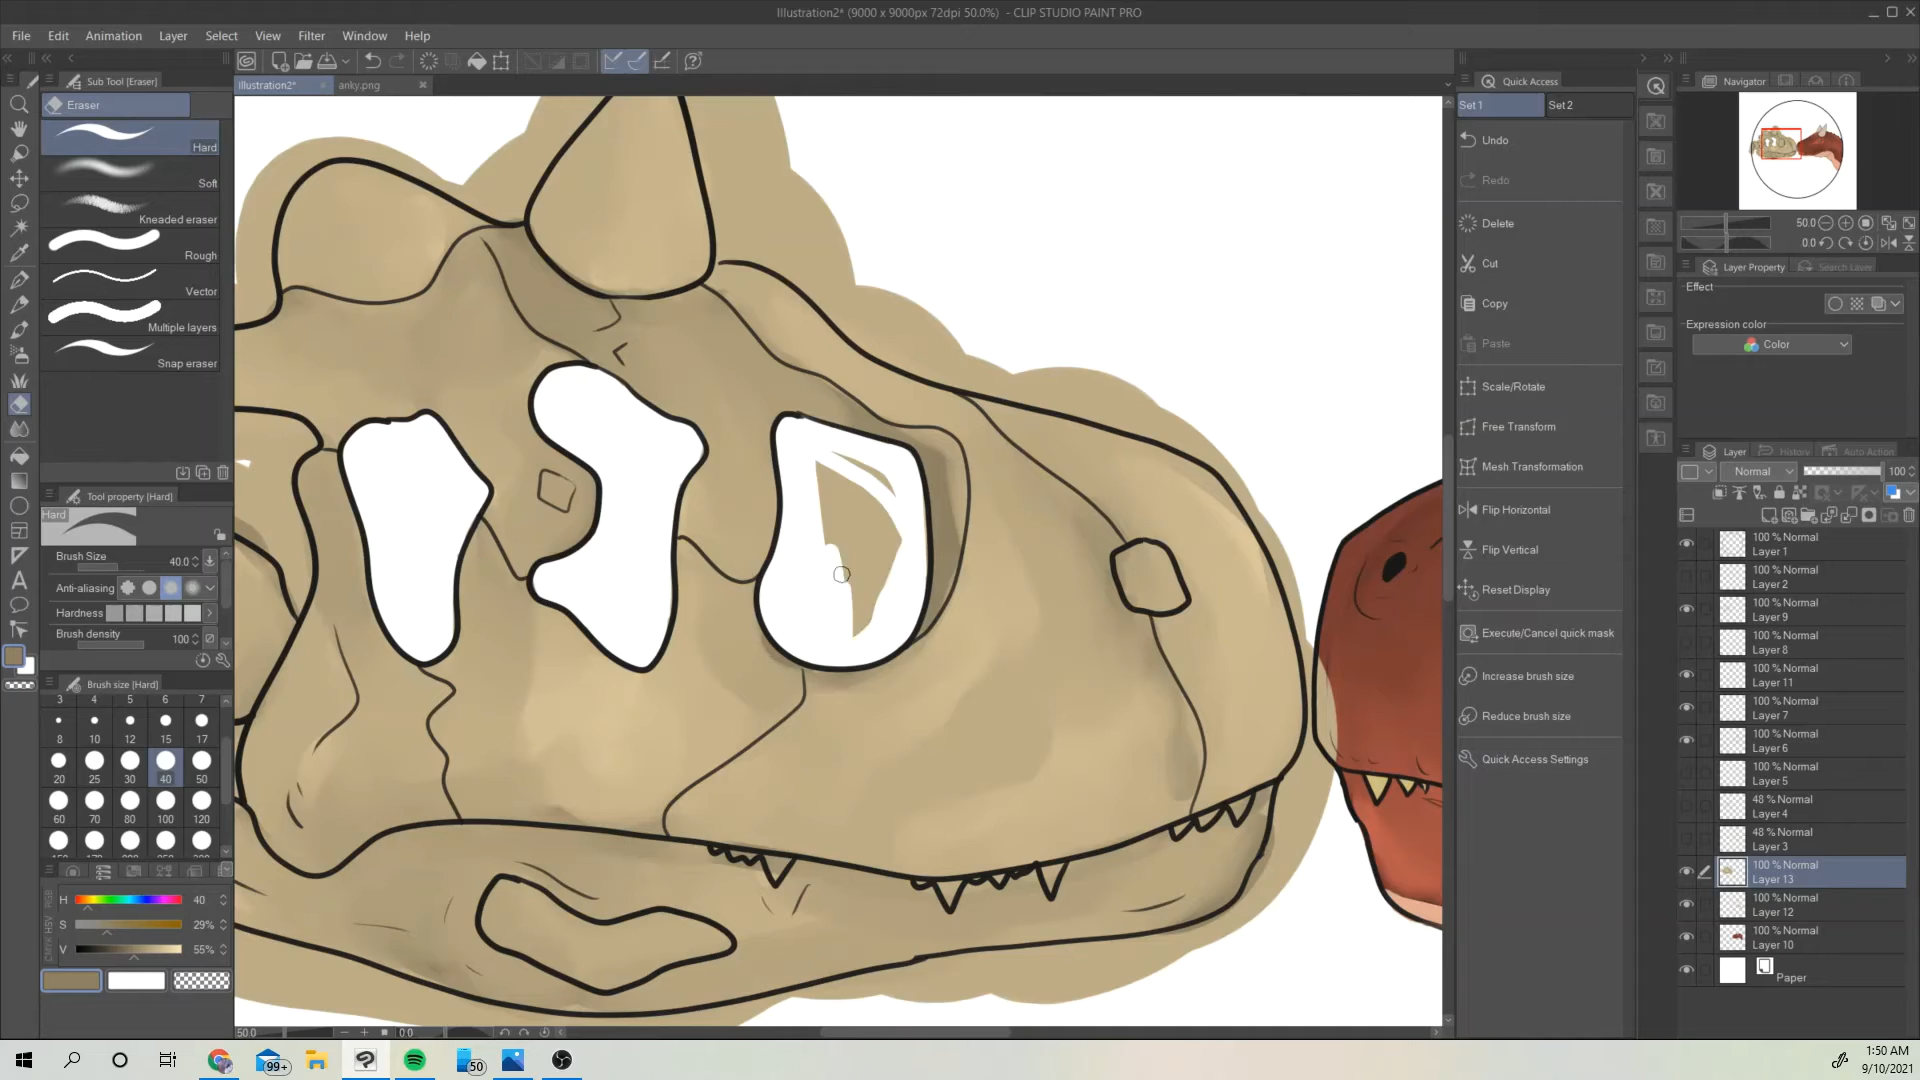 Illustration2* (9000 x 9000px 72dpi 50.0%) - CLIP STUDIO PAINT PRO
File Edit Animation Layer Select View Filter Window Help
Sub Tool [Eraser]
Illustration2* anky.png
Quick Access
Navigator
Eraser
Set 1 Set 2
Hard
Soft
Kneaded eraser
Rough
Vector
Multiple layers
Snap eraser
Undo
Redo
Delete
Cut
Copy
Paste
Scale/Rotate
Free Transform
Mesh Transformation
Flip Horizontal
Flip Vertical
Reset Display
Execute/Cancel quick mask
Increase brush size
Reduce brush size
Quick Access Settings
50.0
0.0
Layer Property Search Layer
Effect
Expression color
Color
Layer History Auto Action
Normal 100
100 % Normal
Layer 1
100 % Normal
Layer 2
100 % Normal
Layer 9
100 % Normal
Layer 8
100 % Normal
Layer 11
100 % Normal
Layer 7
100 % Normal
Layer 6
100 % Normal
Layer 5
48 % Normal
Layer 4
48 % Normal
Layer 3
100 % Normal
Layer 13
100 % Normal
Layer 12
100 % Normal
Layer 10
Paper
Tool property [Hard]
Hard
Brush Size 40.0
Anti-aliasing
Hardness
Brush density 100
Brush size [Hard]
3 4 5 6 7
8 10 12 15 17
20 25 30 40 50
60 70 80 100 120
RGB
HSV
CMYK
H 40
S 29%
V 55%
50.0 0.0
99+
50
1:50 AM
9/10/2021